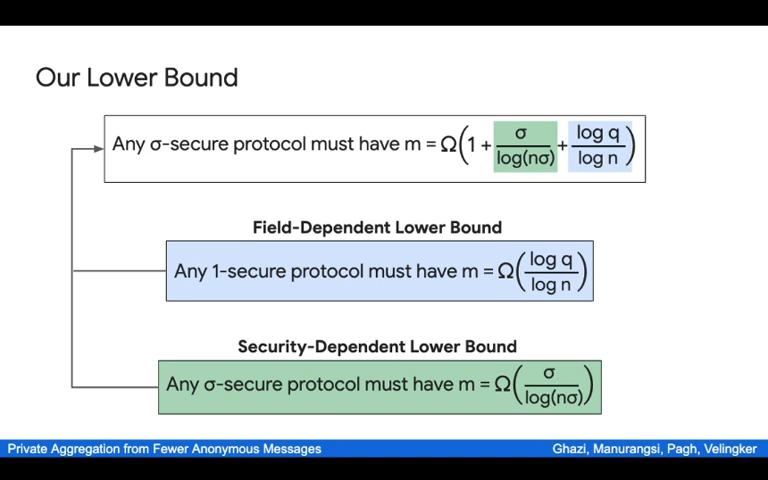 Our Lower Bound
Any σ-secure protocol must have m = Ω(1 + σ/log(nσ) + log q/log n)
Field-Dependent Lower Bound
Any 1-secure protocol must have m = Ω(log q/log n)
Security-Dependent Lower Bound
Any σ-secure protocol must have m = Ω(σ/log(nσ))
Private Aggregation from Fewer Anonymous Messages
Ghazi, Manurangsi, Pagh, Velingker